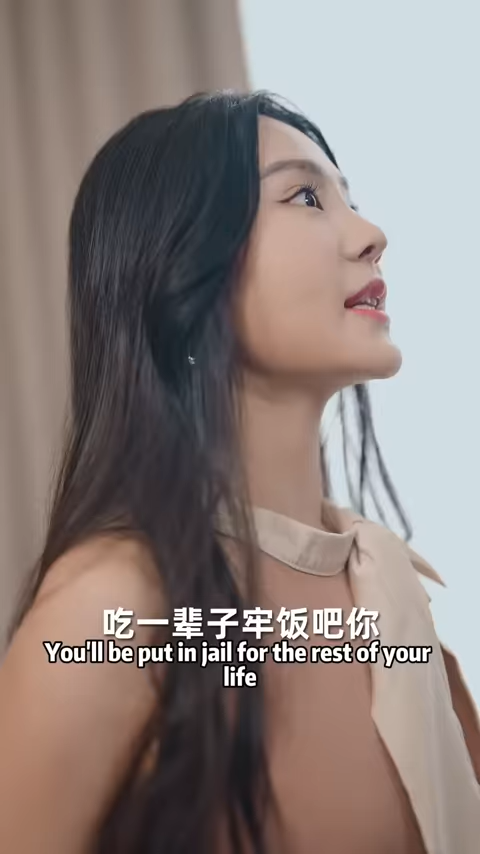 吃一辈子牢饭吧你
You'll be put in jail for the rest of your
life